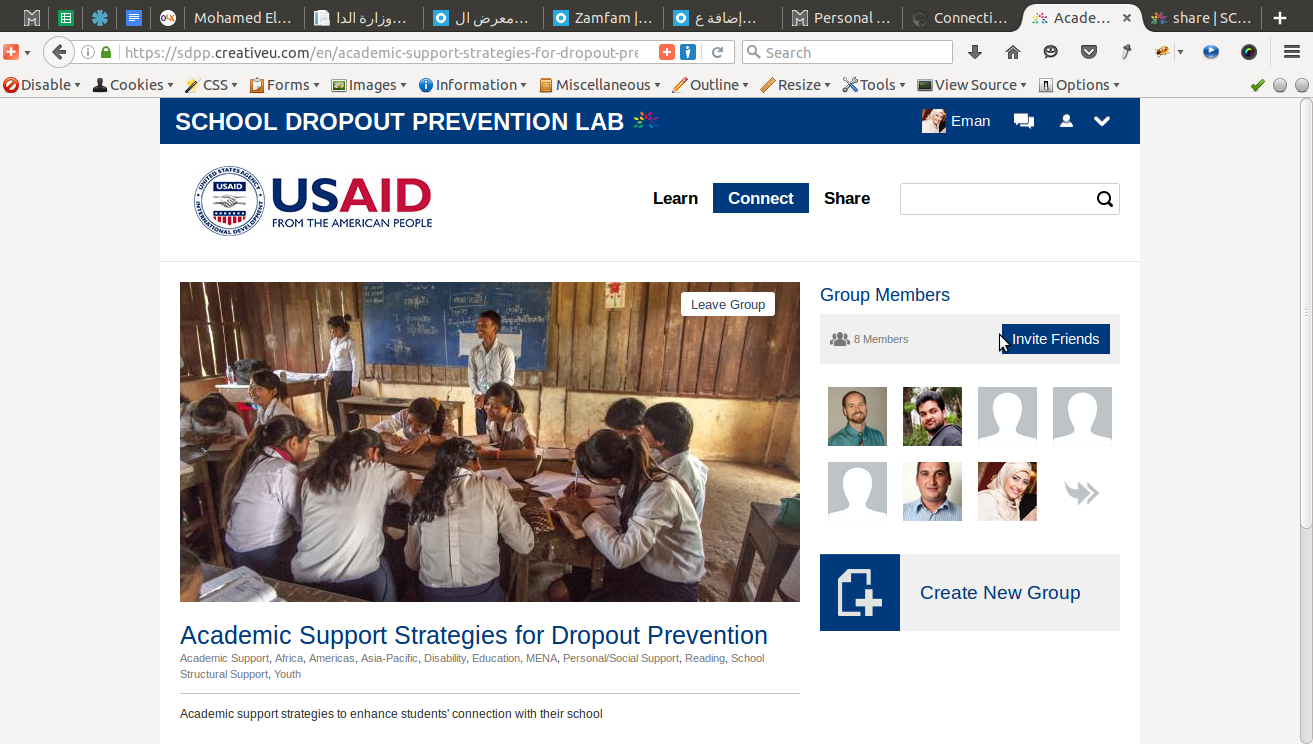 Mohamed El...
وزارة الدا...
معرض ال...
Zamfam |...
إضافة ع...
Personal ...
Connecti...
Acade...
share | SC...
https://sdpp.creativeu.com/en/academic-support-strategies-for-dropout-pre
Search
Disable
Cookies
CSS
Forms
Images
Information
Miscellaneous
Outline
Resize
Tools
View Source
Options
SCHOOL DROPOUT PREVENTION LAB
Eman
UNITED STATES AGENCY
USAID
INTERNATIONAL DEVELOPMENT
USAID
FROM THE AMERICAN PEOPLE
Learn
Connect
Share
Leave Group
Group Members
8 Members
Invite Friends
Create New Group
Academic Support Strategies for Dropout Prevention
Academic Support, Africa, Americas, Asia-Pacific, Disability, Education, MENA, Personal/Social Support, Reading, School
Structural Support, Youth
Academic support strategies to enhance students' connection with their school